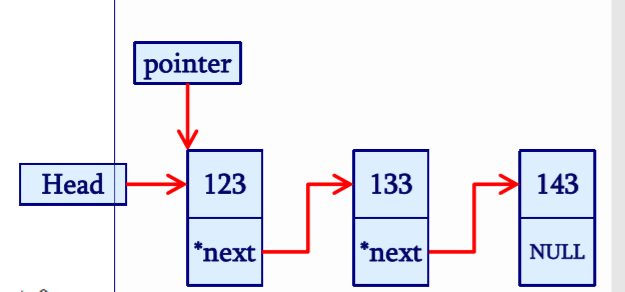 pointer
Head
123
133
143
*next
*next
NULL